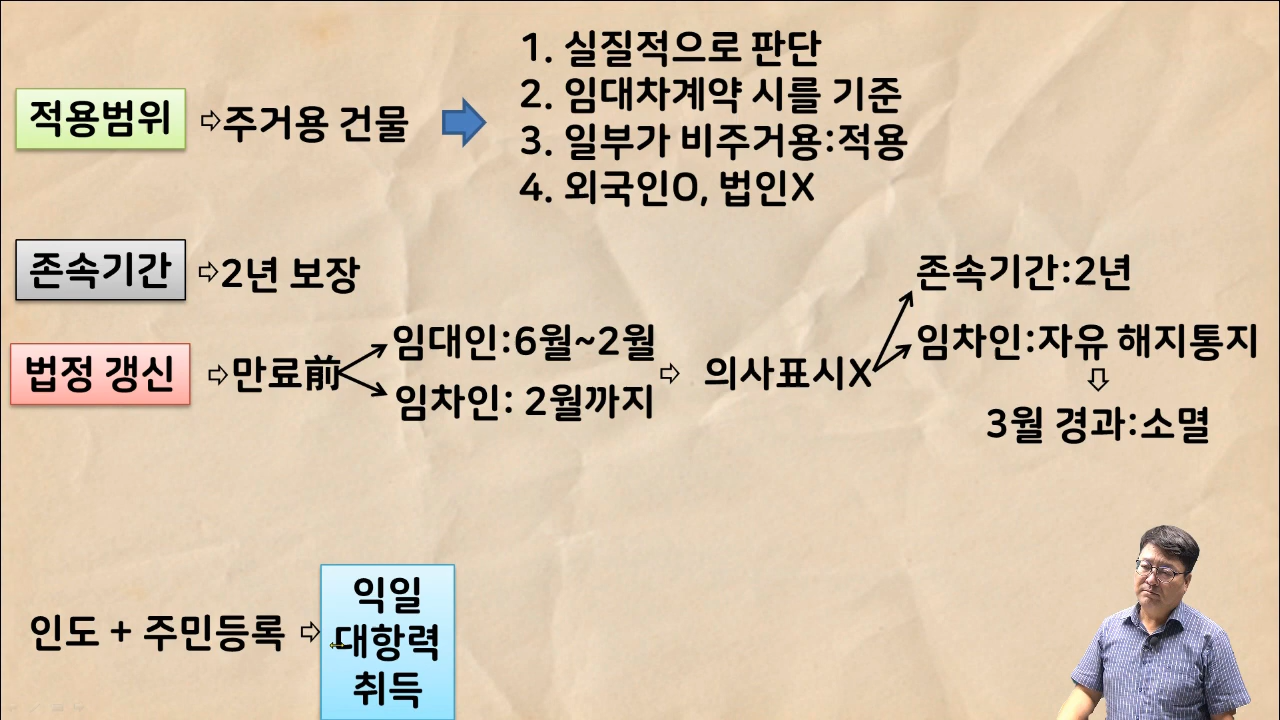 적용범위 ⇨주거용 건물
1. 실질적으로 판단
2. 임대차계약 시를 기준
3. 일부가 비주거용:적용
4. 외국인O, 법인X
존속기간 ⇨2년 보장
법정 갱신 ⇨만료前
임대인:6월~2월
임차인: 2월까지
⇨ 의사표시X
존속기간:2년
임차인:자유 해지통지
3월 경과:소멸
인도 + 주민등록 ⇨
익일
대항력
취득